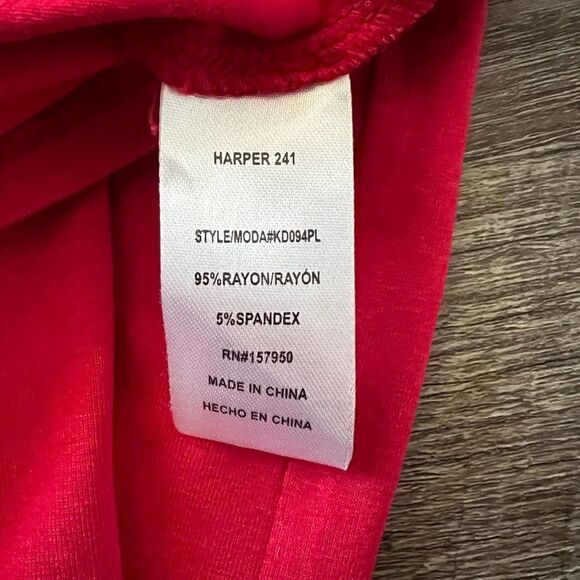 HARPER 241
STYLE/MODA#KD094PL
95%RAYON/RAYÓN
5%SPANDEX
RN#157950
MADE IN CHINA
HECHO EN CHINA